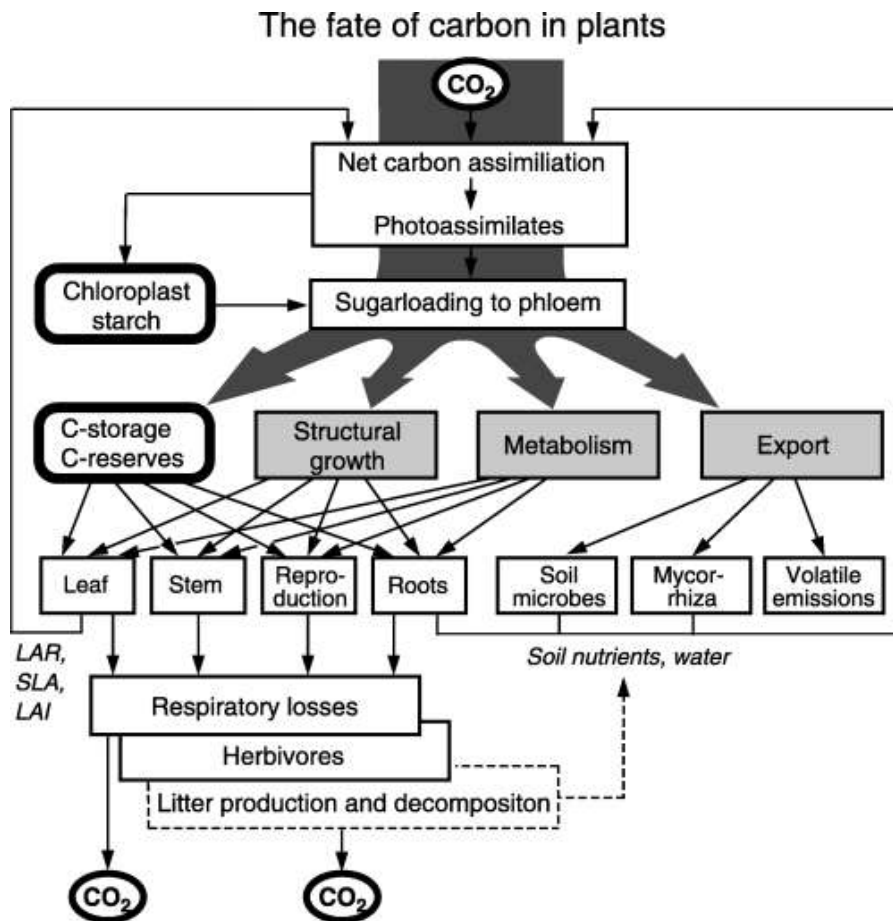 The fate of carbon in plants
CO2
Net carbon assimiliation
Photoassimilates
Chloroplast
starch
Sugarloading to phloem
C-storage
C-reserves
Structural
growth
Metabolism
Export
Leaf
Stem
Repro-
duction
Roots
Soil
microbes
Mycor-
rhiza
Volatile
emissions
LAR,
SLA,
LAI
Soil nutrients, water
Respiratory losses
Herbivores
Litter production and decompositon
CO2
CO2